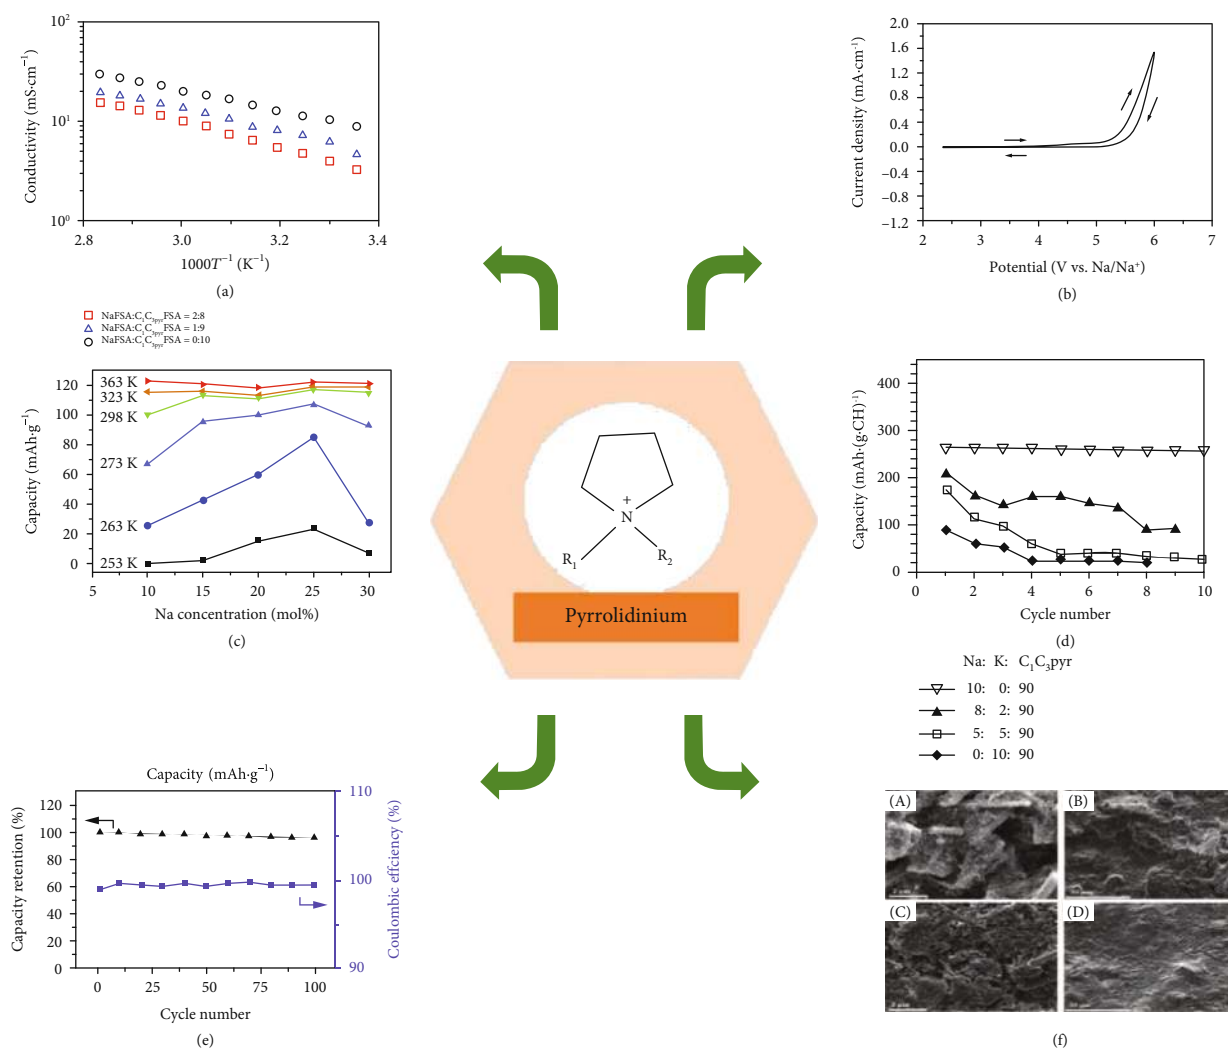 10²
10¹
10⁰
Conductivity (mS·cm⁻¹)
2.8 3.0 3.2 3.4
1000T⁻¹ (K⁻¹)
(a)
NaFSA:C₁C₃pyrFSA = 2:8
NaFSA:C₁C₃pyrFSA = 1:9
NaFSA:C₁C₃pyrFSA = 0:10
2.0
1.6
1.2
0.8
0.4
0.0
−0.4
−0.8
−1.2
Current density (mA·cm⁻¹)
2 3 4 5 6 7
Potential (V vs. Na/Na⁺)
(b)
120
100
80
60
40
20
0
Capacity (mAh·g⁻¹)
363 K
323 K
298 K
273 K
263 K
253 K
5 10 15 20 25 30
Na concentration (mol%)
(c)
N
+
R₁
R₂
Pyrrolidinium
400
300
200
100
0
Capacity (mAh·(g·CH)⁻¹)
0 2 4 6 8 10
Cycle number
(d)
Na: K: C₁C₃pyr
10: 0: 90
8: 2: 90
5: 5: 90
0: 10: 90
Capacity (mAh·g⁻¹)
120
100
80
60
40
20
0
Capacity retention (%)
110
100
90
Coulombic effciency (%)
0 25 50 75 100
Cycle number
(e)
(A)
(B)
(C)
(D)
(f)